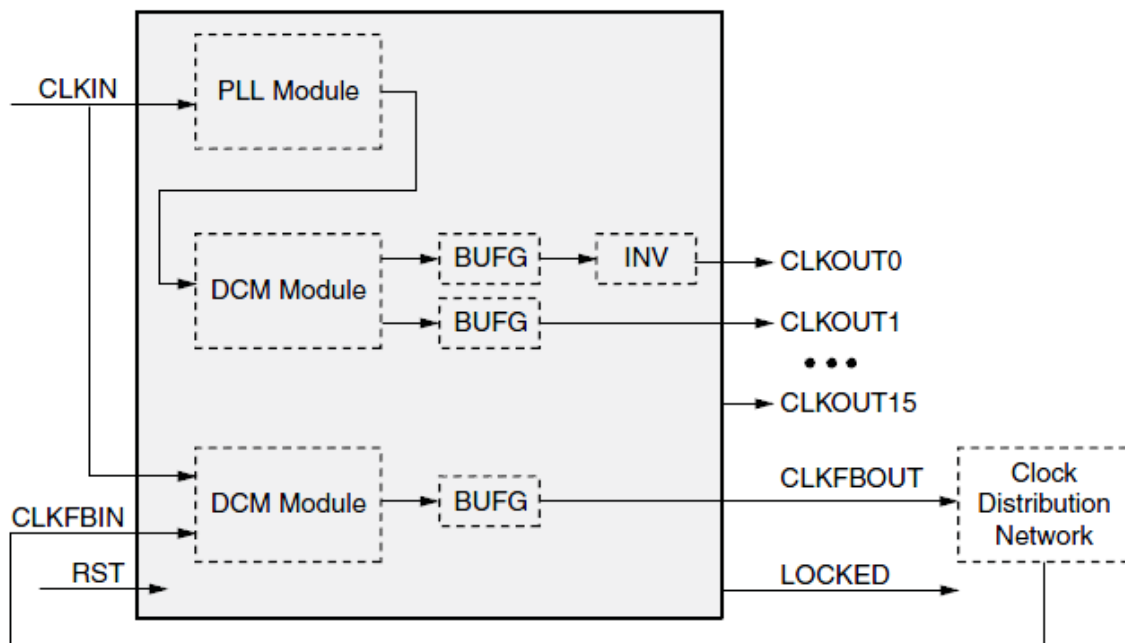 CLKIN
PLL Module
DCM Module
BUFG
INV
CLKOUT0
BUFG
CLKOUT1
•••
CLKOUT15
DCM Module
BUFG
CLKFBOUT
Clock
Distribution
Network
CLKFBIN
RST
LOCKED